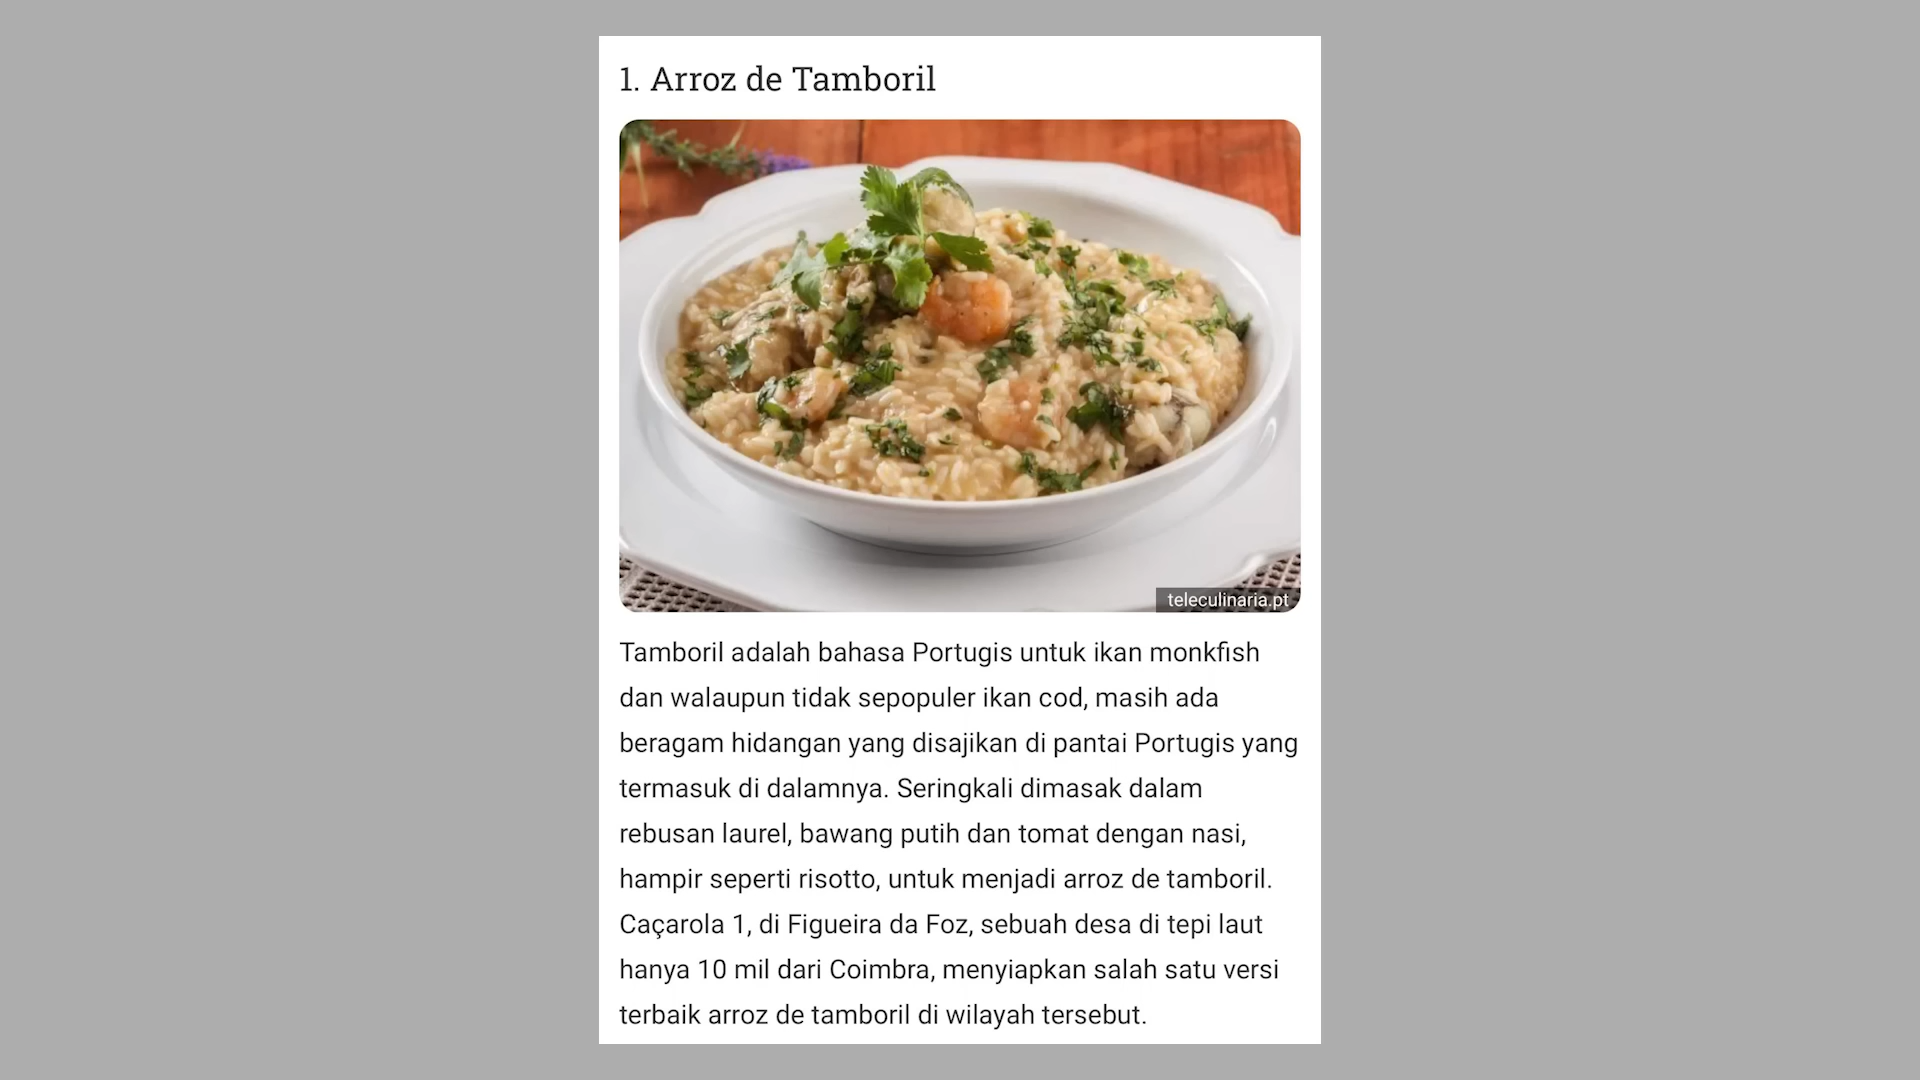 1. Arroz de Tamboril
teleculinaria.pt
Tamboril adalah bahasa Portugis untuk ikan monkfish
dan walaupun tidak sepopuler ikan cod, masih ada
beragam hidangan yang disajikan di pantai Portugis yang
termasuk di dalamnya. Seringkali dimasak dalam
rebusan laurel, bawang putih dan tomat dengan nasi,
hampir seperti risotto, untuk menjadi arroz de tamboril.
Caçarola 1, di Figueira da Foz, sebuah desa di tepi laut
hanya 10 mil dari Coimbra, menyiapkan salah satu versi
terbaik arroz de tamboril di wilayah tersebut.